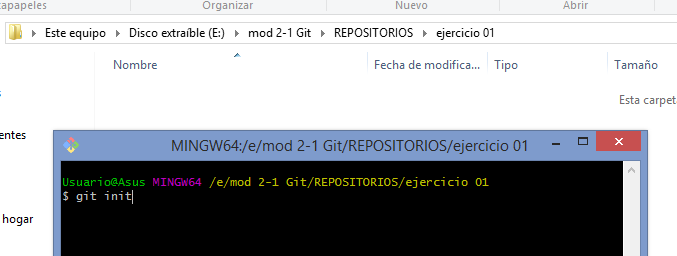 tapapeles
Organizar
Nuevo
Abrir
Este equipo Disco extraíble (E:) mod 2-1 Git REPOSITORIOS ejercicio 01
Nombre
Fecha de modifica...
Tipo
Tamaño
Esta carpet
entes
hogar
MINGW64:/e/mod 2-1 Git/REPOSITORIOS/ejercicio 01
Usuario@Asus MINGW64 /e/mod 2-1 Git/REPOSITORIOS/ejercicio 01
$ git init